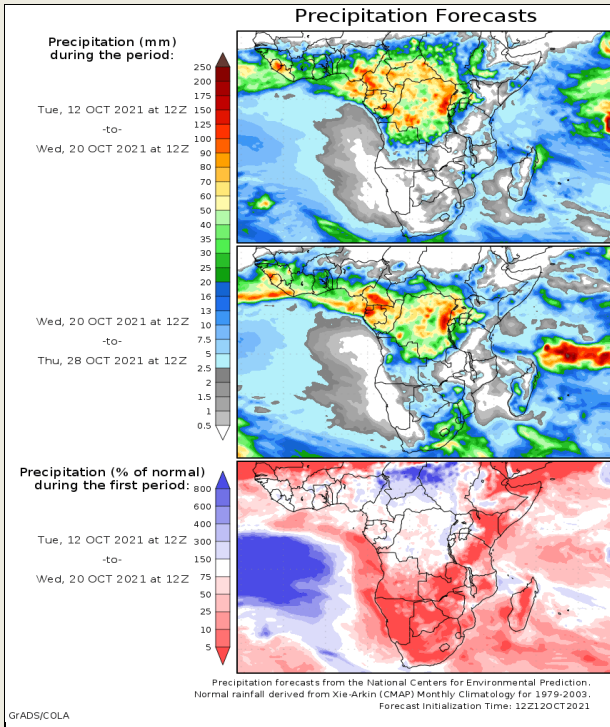 Precipitation Forecasts
Precipitation (mm)
during the period:
Tue, 12 OCT 2021 at 12Z
-to-
Wed, 20 OCT 2021 at 12Z
250
200
175
150
125
100
90
80
70
60
50
40
35
30
25
20
16
13
10
7.5
5
2.5
2
1.5
1
0.5
Wed, 20 OCT 2021 at 12Z
-to-
Thu, 28 OCT 2021 at 12Z
Precipitation (% of normal)
during the first period:
Tue, 12 OCT 2021 at 12Z
-to-
Wed, 20 OCT 2021 at 12Z
800
600
400
300
150
75
50
25
10
5
Precipitation forecasts from the National Centers for Environmental Prediction.
Normal rainfall derived from Xie-Arkin (CMAP) Monthly Climatology for 1979-2003.
Forecast Initialization Time: 12Z12OCT2021
GrADS/COLA